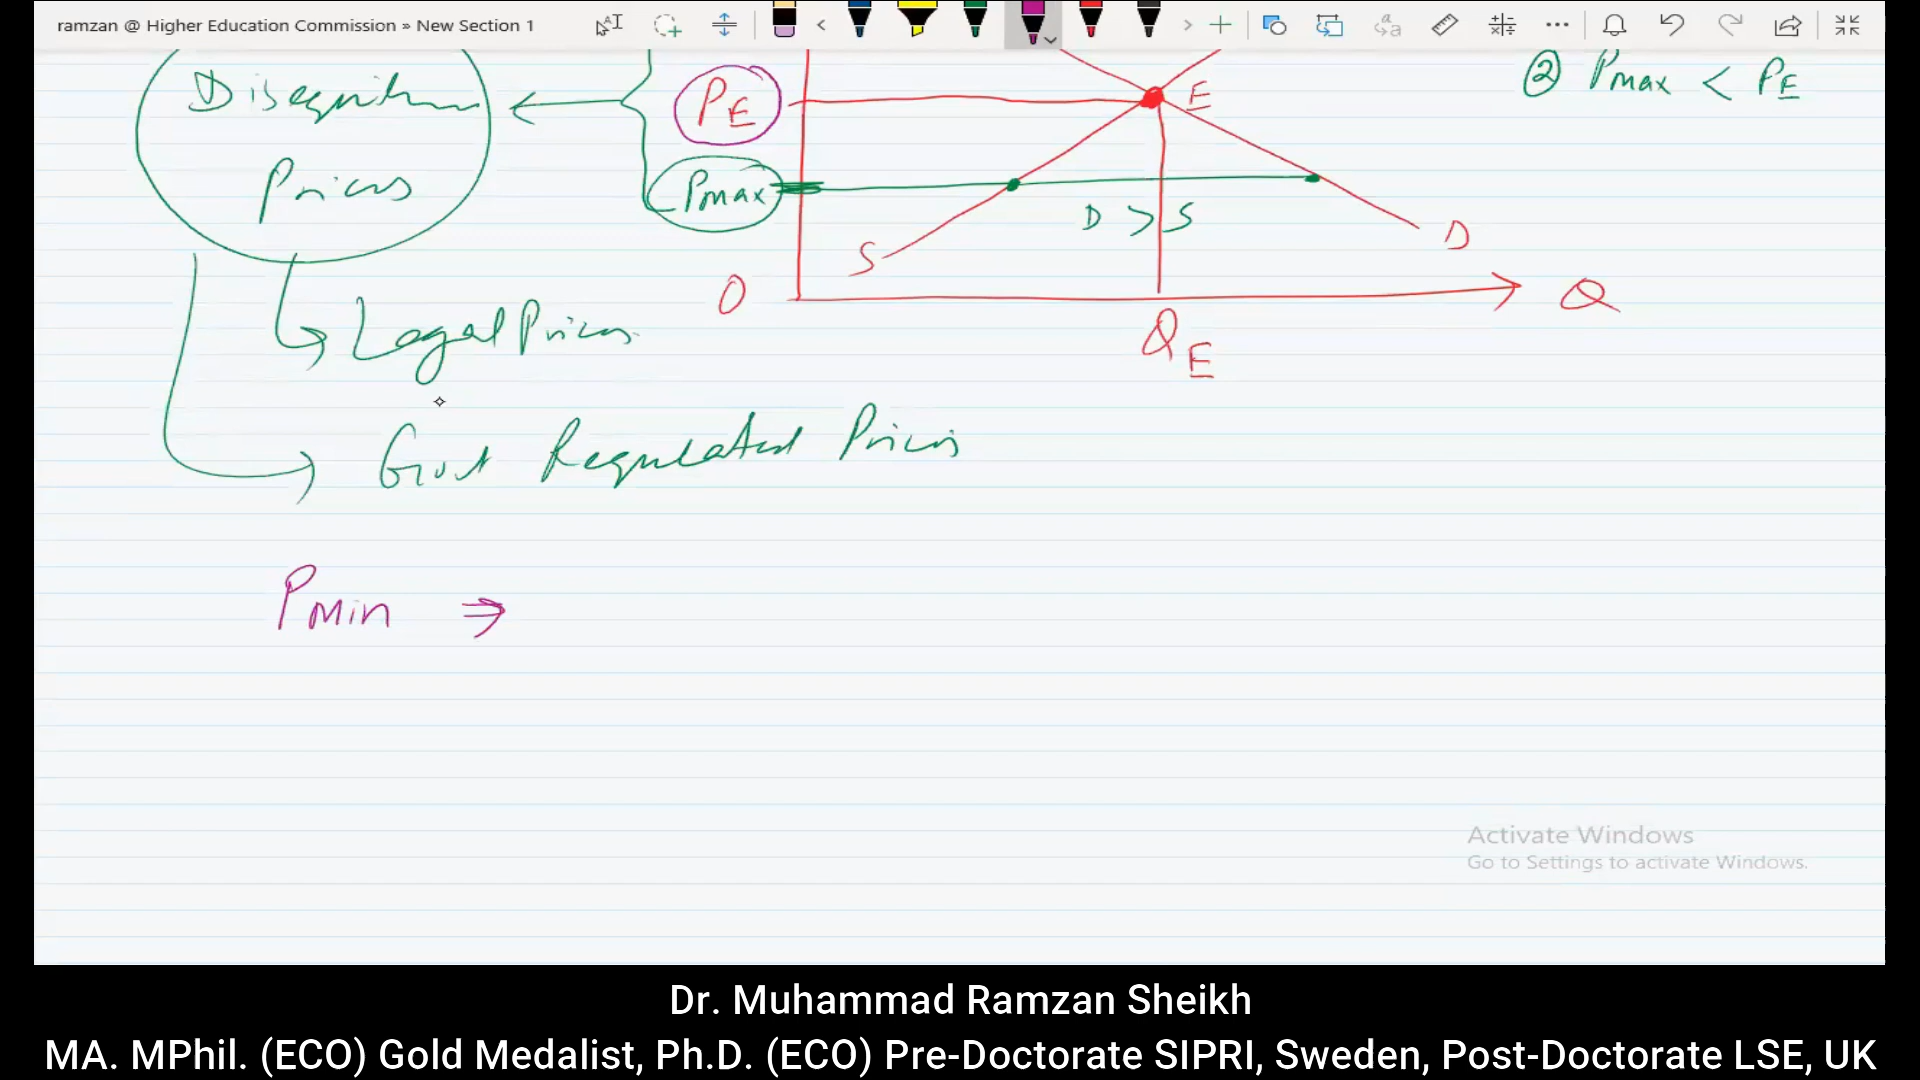 ramzan @ Higher Education Commission » New Section 1
② Pmax < PE
Disequilibrium
Prices
PE
E
Pmax
D > S
S
D
O
Q
QE
Legal Prices
Govt Regulated Prices
Pmin ⇒
Activate Windows
Go to Settings to activate Windows.
Dr. Muhammad Ramzan Sheikh
MA. MPhil. (ECO) Gold Medalist, Ph.D. (ECO) Pre-Doctorate SIPRI, Sweden, Post-Doctorate LSE, UK